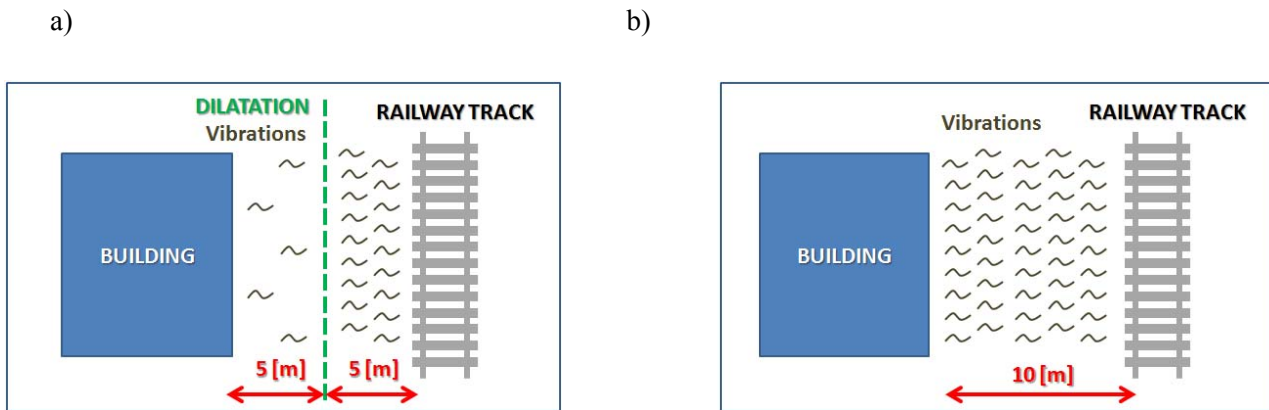 a)
b)
DILATATION
Vibrations
RAILWAY TRACK
BUILDING
5 [m]
5 [m]
Vibrations
RAILWAY TRACK
BUILDING
10 [m]